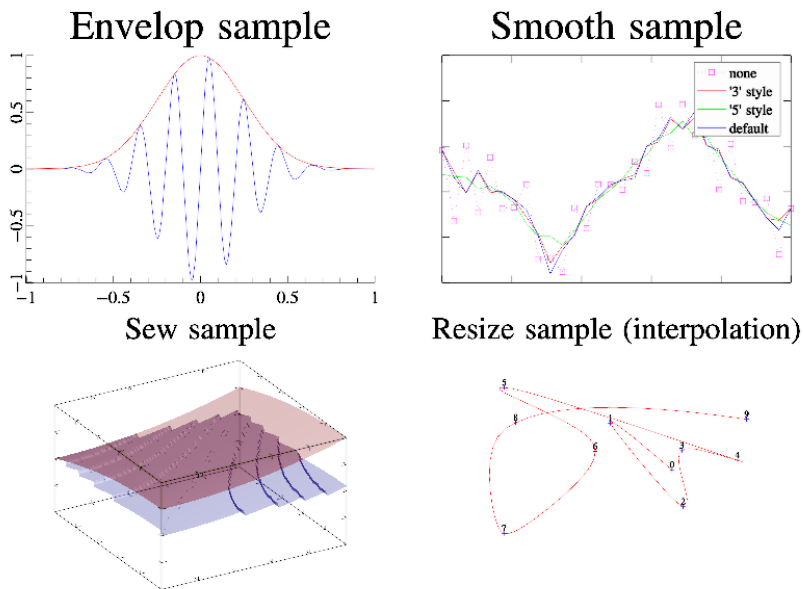 Envelop sample
Smooth sample
1
0.5
0
−0.5
−1
−1
−0.5
0
0.5
1
none
'3' style
'5' style
default
Sew sample
Resize sample (interpolation)
5
8
1
9
6
3
4
0
2
7